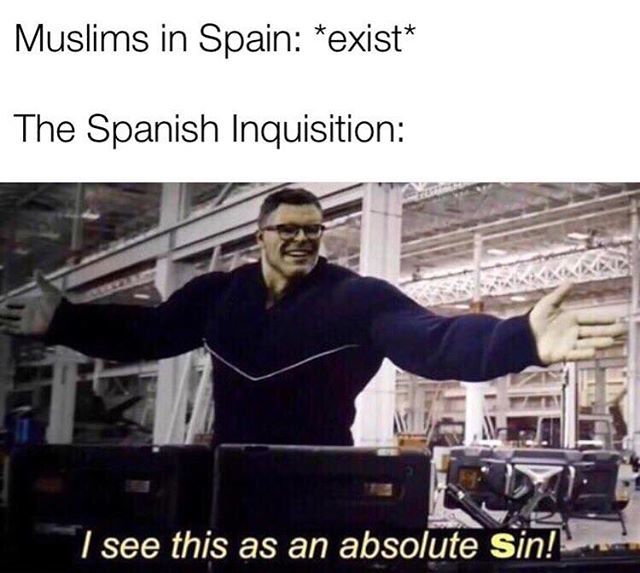 Muslims in Spain: *exist*
The Spanish Inquisition:
I see this as an absolute Sin!